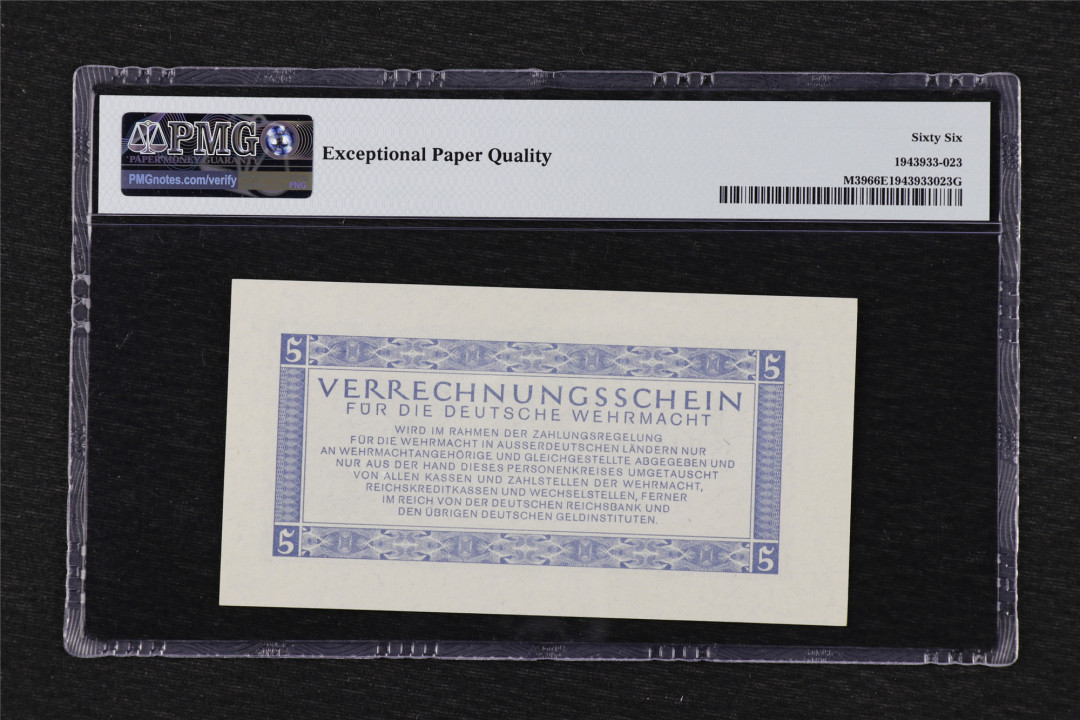 PMG
PAPER MONEY GUARANTY
PMGnotes.com/verify
PMG
Exceptional Paper Quality
Sixty Six
1943933-023
M3966E1943933023G
5
5
VERRECHNUNGSSCHEIN
FÜR DIE DEUTSCHE WEHRMACHT
WIRD IM RAHMEN DER ZAHLUNGSREGELUNG
FÜR DIE WEHRMACHT IN AUSSERDEUTSCHEN LÄNDERN NUR
AN WEHRMACHTANGEHÖRIGE UND GLEICHGESTELLTE ABGEGEBEN UND
NUR AUS DER HAND DIESES PERSONENKREISES UMGETAUSCHT
VON ALLEN KASSEN UND ZAHLSTELLEN DER WEHRMACHT,
REICHSKREDITKASSEN UND WECHSELSTELLEN, FERNER
IM REICH VON DER DEUTSCHEN REICHSBANK UND
DEN ÜBRIGEN DEUTSCHEN GELDINSTITUTEN.
5
5